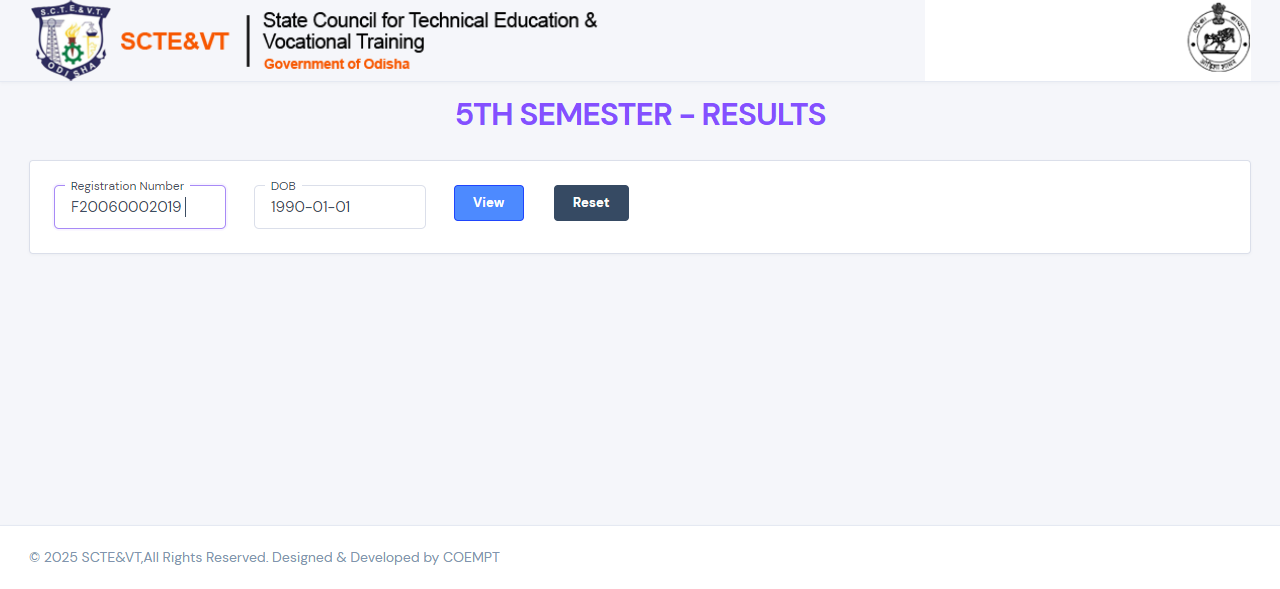 S.C.T.E.& V.T.
ODISHA
SCTE&VT
State Council for Technical Education &
Vocational Training
Government of Odisha
5TH SEMESTER - RESULTS
Registration Number
F20060002019
DOB
1990-01-01
View
Reset
© 2025 SCTE&VT,All Rights Reserved. Designed & Developed by COEMPT